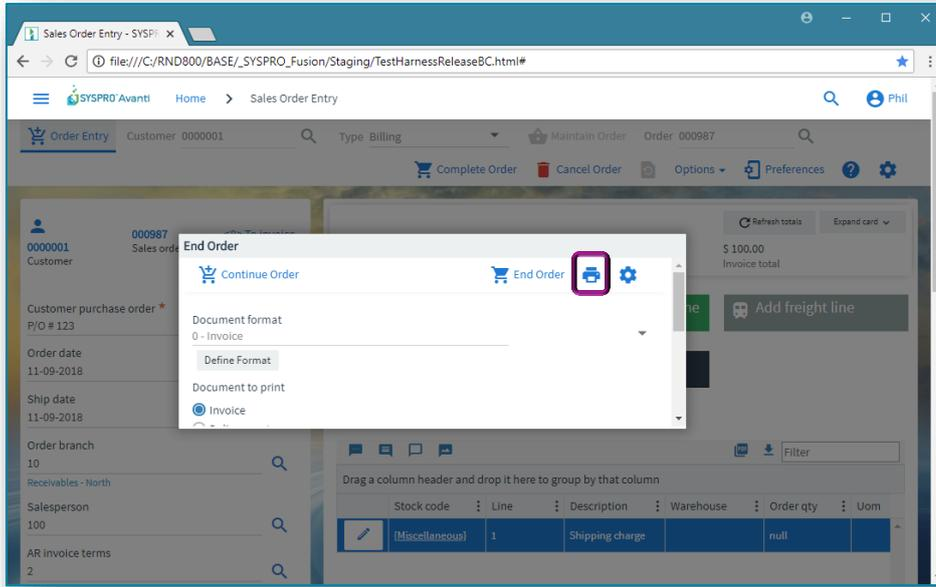 Sales Order Entry - SYSPR
file:///C:/RND800/BASE/_SYSPRO_Fusion/Staging/TestHarnessReleaseBC.html#
SYSPRO Avanti Home Sales Order Entry Phil
Order Entry Customer 0000001 Type Billing Maintain Order Order 000987
Complete Order Cancel Order Options Preferences
Refresh totals Expand card
0000001
Customer
000987
Sales orde
$ 100.00
Invoice total
End Order
Continue Order End Order
Document format
0 - Invoice
Define Format
Document to print
Invoice
Customer purchase order *
P/O # 123
Order date
11-09-2018
Ship date
11-09-2018
Order branch
10
Receivables - North
Salesperson
100
AR invoice terms
2
ne
Add freight line
Filter
Drag a column header and drop it here to group by that column
Stock code Line Description Warehouse Order qty Uom
[Miscellaneous] 1 Shipping charge null